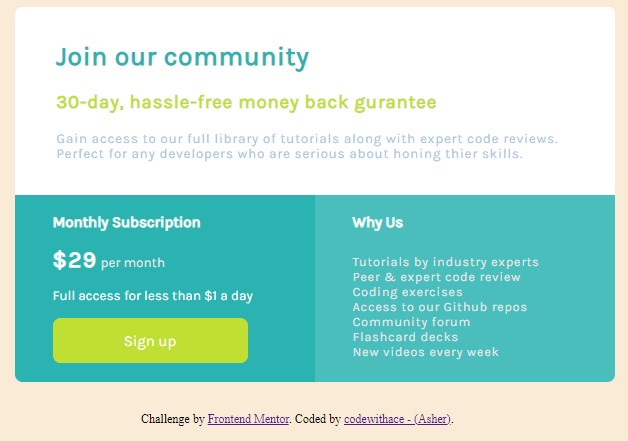 Join our community
30-day, hassle-free money back gurantee
Gain access to our full library of tutorials along with expert code reviews.
Perfect for any developers who are serious about honing thier skills.
Monthly Subscription
$29 per month
Full access for less than $1 a day
Sign up
Why Us
Tutorials by industry experts
Peer & expert code review
Coding exercises
Access to our Github repos
Community forum
Flashcard decks
New videos every week
Challenge by Frontend Mentor. Coded by codewithace - (Asher).